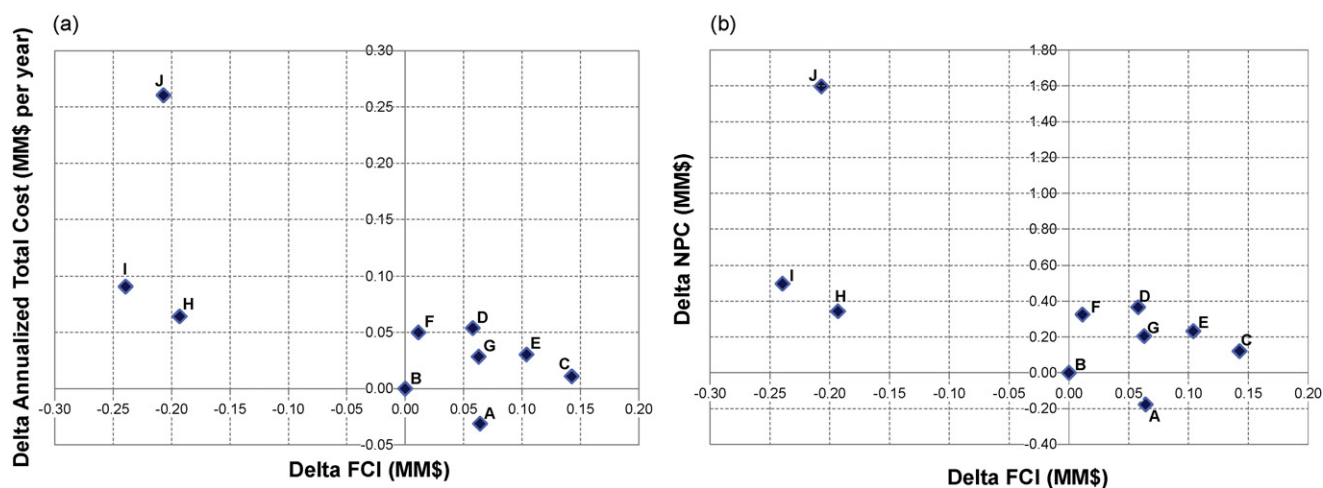 (a)
Delta Annualized Total Cost (MM$ per year)
0.30
0.25
0.20
0.15
0.10
0.05
0.00
-0.05
-0.30 -0.25 -0.20 -0.15 -0.10 -0.05 0.00 0.05 0.10 0.15 0.20
J
I
H
F
D
G
E
C
B
A
Delta FCI (MM$)
(b)
Delta NPC (MM$)
1.80
1.60
1.40
1.20
1.00
0.80
0.60
0.40
0.20
0.00
-0.20
-0.40
-0.30 -0.25 -0.20 -0.15 -0.10 -0.05 0.00 0.05 0.10 0.15 0.20
J
I
H
F
D
G
E
C
B
A
Delta FCI (MM$)